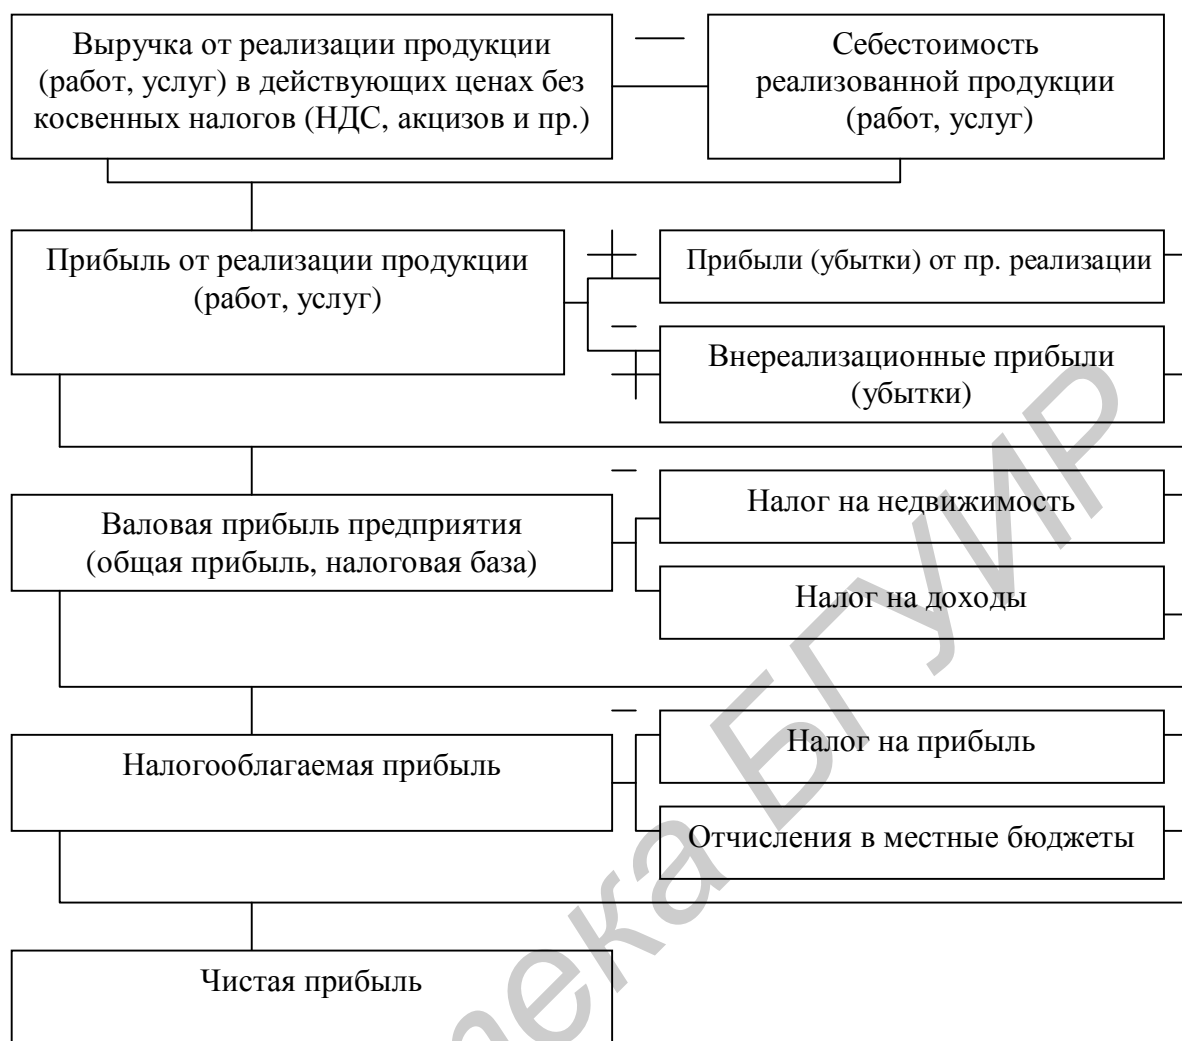 Выручка от реализации продукции
(работ, услуг) в действующих ценах без
косвенных налогов (НДС, акцизов и пр.)
Себестоимость
реализованной продукции
(работ, услуг)
Прибыль от реализации продукции
(работ, услуг)
Прибыли (убытки) от пр. реализации
Внереализационные прибыли
(убытки)
Валовая прибыль предприятия
(общая прибыль, налоговая база)
Налог на недвижимость
Налог на доходы
Налогооблагаемая прибыль
Налог на прибыль
Отчисления в местные бюджеты
Чистая прибыль
тека БГУИР